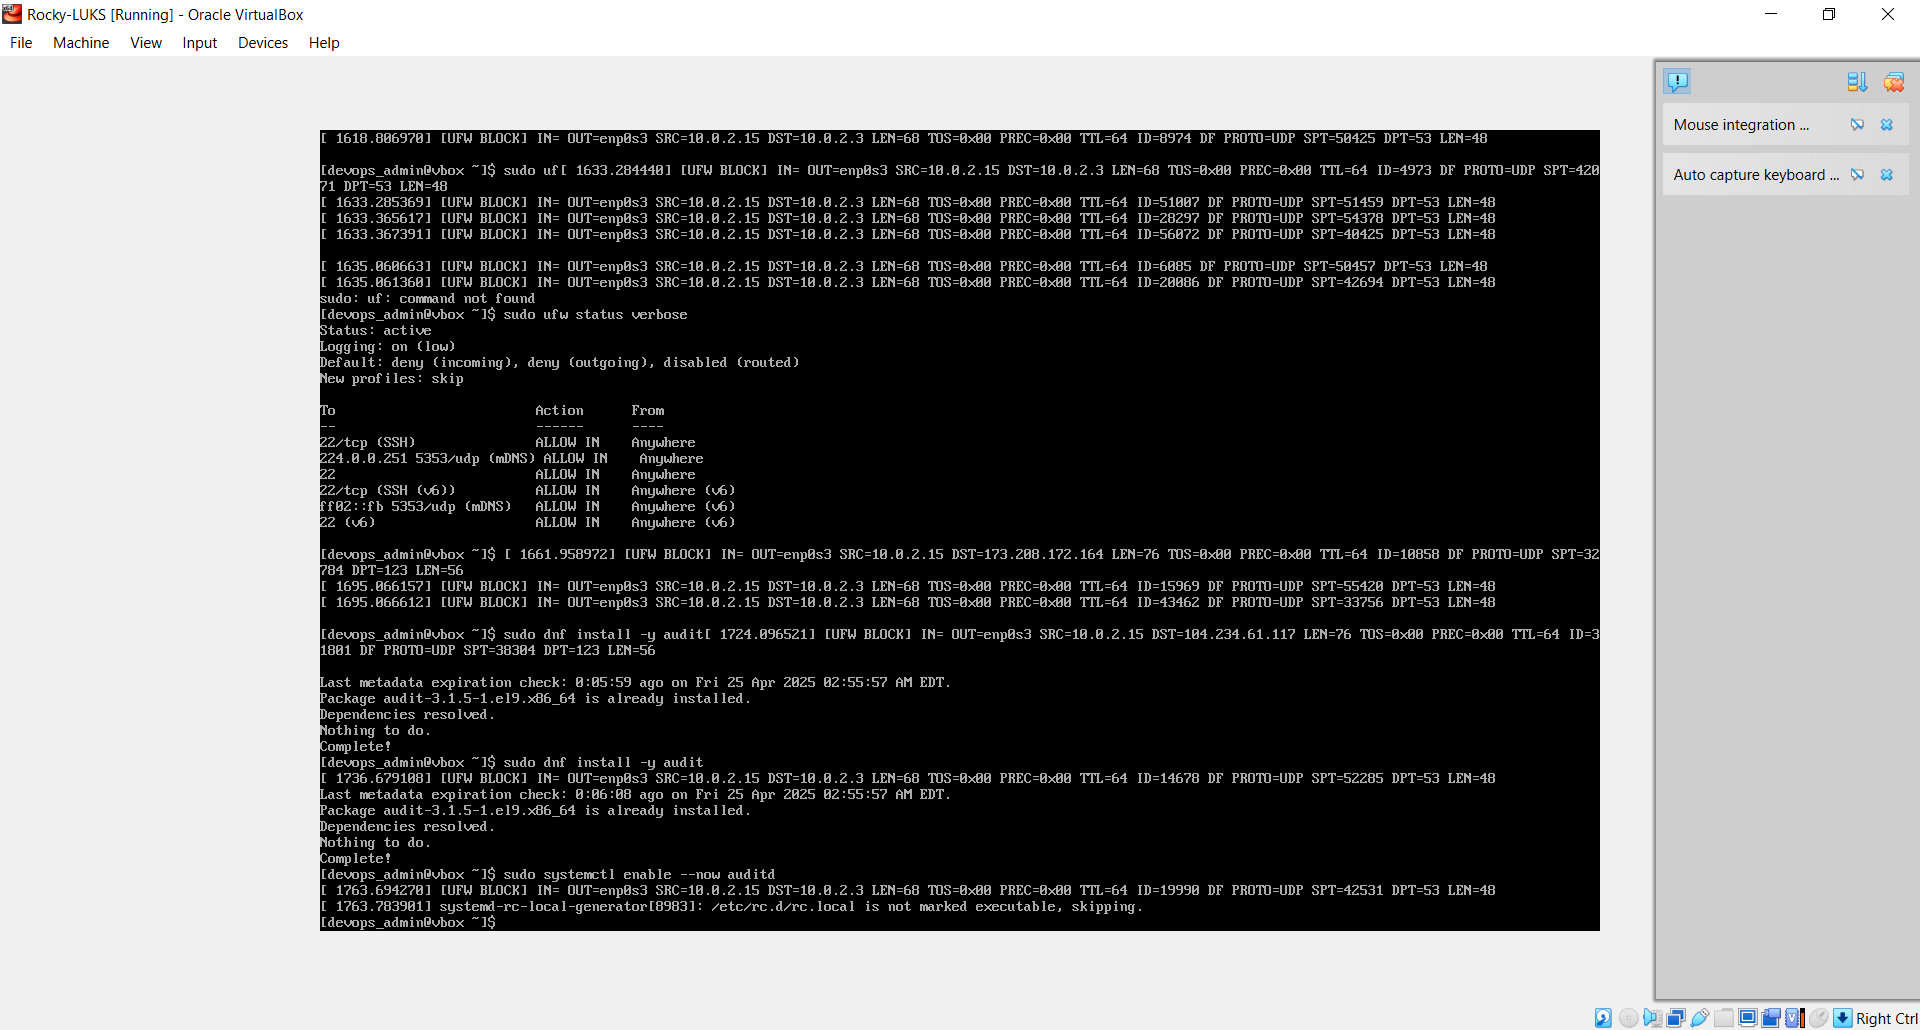 Rocky-LUKS [Running] - Oracle VirtualBox
File Machine View Input Devices Help
[ 1618.806970] [UFW BLOCK] IN= OUT=enp0s3 SRC=10.0.2.15 DST=10.0.2.3 LEN=68 TOS=0x00 PREC=0x00 TTL=64 ID=8974 DF PROTO=UDP SPT=50425 DPT=53 LEN=48
[devops_admin@vbox ~]$ sudo uf[ 1633.284440] [UFW BLOCK] IN= OUT=enp0s3 SRC=10.0.2.15 DST=10.0.2.3 LEN=68 TOS=0x00 PREC=0x00 TTL=64 ID=4973 DF PROTO=UDP SPT=420
71 DPT=53 LEN=48
[ 1633.285369] [UFW BLOCK] IN= OUT=enp0s3 SRC=10.0.2.15 DST=10.0.2.3 LEN=68 TOS=0x00 PREC=0x00 TTL=64 ID=51007 DF PROTO=UDP SPT=51459 DPT=53 LEN=48
[ 1633.365617] [UFW BLOCK] IN= OUT=enp0s3 SRC=10.0.2.15 DST=10.0.2.3 LEN=68 TOS=0x00 PREC=0x00 TTL=64 ID=28297 DF PROTO=UDP SPT=54378 DPT=53 LEN=48
[ 1633.367391] [UFW BLOCK] IN= OUT=enp0s3 SRC=10.0.2.15 DST=10.0.2.3 LEN=68 TOS=0x00 PREC=0x00 TTL=64 ID=56072 DF PROTO=UDP SPT=40425 DPT=53 LEN=48
[ 1635.060663] [UFW BLOCK] IN= OUT=enp0s3 SRC=10.0.2.15 DST=10.0.2.3 LEN=68 TOS=0x00 PREC=0x00 TTL=64 ID=6085 DF PROTO=UDP SPT=50457 DPT=53 LEN=48
[ 1635.061360] [UFW BLOCK] IN= OUT=enp0s3 SRC=10.0.2.15 DST=10.0.2.3 LEN=68 TOS=0x00 PREC=0x00 TTL=64 ID=20086 DF PROTO=UDP SPT=42694 DPT=53 LEN=48
sudo: uf: command not found
[devops_admin@vbox ~]$ sudo ufw status verbose
Status: active
Logging: on (low)
Default: deny (incoming), deny (outgoing), disabled (routed)
New profiles: skip
To Action From
-- ------ ----
22/tcp (SSH) ALLOW IN Anywhere
224.0.0.251 5353/udp (mDNS) ALLOW IN Anywhere
22 ALLOW IN Anywhere
22/tcp (SSH (v6)) ALLOW IN Anywhere (v6)
ff02::fb 5353/udp (mDNS) ALLOW IN Anywhere (v6)
22 (v6) ALLOW IN Anywhere (v6)
[devops_admin@vbox ~]$ [ 1661.958972] [UFW BLOCK] IN= OUT=enp0s3 SRC=10.0.2.15 DST=173.208.172.164 LEN=76 TOS=0x00 PREC=0x00 TTL=64 ID=10858 DF PROTO=UDP SPT=32
784 DPT=123 LEN=56
[ 1695.066157] [UFW BLOCK] IN= OUT=enp0s3 SRC=10.0.2.15 DST=10.0.2.3 LEN=68 TOS=0x00 PREC=0x00 TTL=64 ID=15969 DF PROTO=UDP SPT=55420 DPT=53 LEN=48
[ 1695.066612] [UFW BLOCK] IN= OUT=enp0s3 SRC=10.0.2.15 DST=10.0.2.3 LEN=68 TOS=0x00 PREC=0x00 TTL=64 ID=43462 DF PROTO=UDP SPT=33756 DPT=53 LEN=48
[devops_admin@vbox ~]$ sudo dnf install -y audit[ 1724.096521] [UFW BLOCK] IN= OUT=enp0s3 SRC=10.0.2.15 DST=104.234.61.117 LEN=76 TOS=0x00 PREC=0x00 TTL=64 ID=3
1801 DF PROTO=UDP SPT=38304 DPT=123 LEN=56
Last metadata expiration check: 0:05:59 ago on Fri 25 Apr 2025 02:55:57 AM EDT.
Package audit-3.1.5-1.el9.x86_64 is already installed.
Dependencies resolved.
Nothing to do.
Complete!
[devops_admin@vbox ~]$ sudo dnf install -y audit
[ 1736.679108] [UFW BLOCK] IN= OUT=enp0s3 SRC=10.0.2.15 DST=10.0.2.3 LEN=68 TOS=0x00 PREC=0x00 TTL=64 ID=14678 DF PROTO=UDP SPT=52285 DPT=53 LEN=48
Last metadata expiration check: 0:06:08 ago on Fri 25 Apr 2025 02:55:57 AM EDT.
Package audit-3.1.5-1.el9.x86_64 is already installed.
Dependencies resolved.
Nothing to do.
Complete!
[devops_admin@vbox ~]$ sudo systemctl enable --now auditd
[ 1763.694270] [UFW BLOCK] IN= OUT=enp0s3 SRC=10.0.2.15 DST=10.0.2.3 LEN=68 TOS=0x00 PREC=0x00 TTL=64 ID=19990 DF PROTO=UDP SPT=42531 DPT=53 LEN=48
[ 1763.783901] systemd-rc-local-generator[8983]: /etc/rc.d/rc.local is not marked executable, skipping.
[devops_admin@vbox ~]$
Mouse integration ...
Auto capture keyboard ...
Right Ctrl